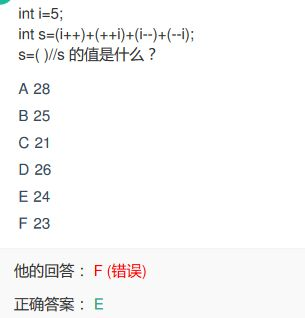 int i=5;
int s=(i++)+(++i)+(i--)+(--i);
s=( )//s 的值是什么？
A 28
B 25
C 21
D 26
E 24
F 23
他的回答： F (错误)
正确答案： E